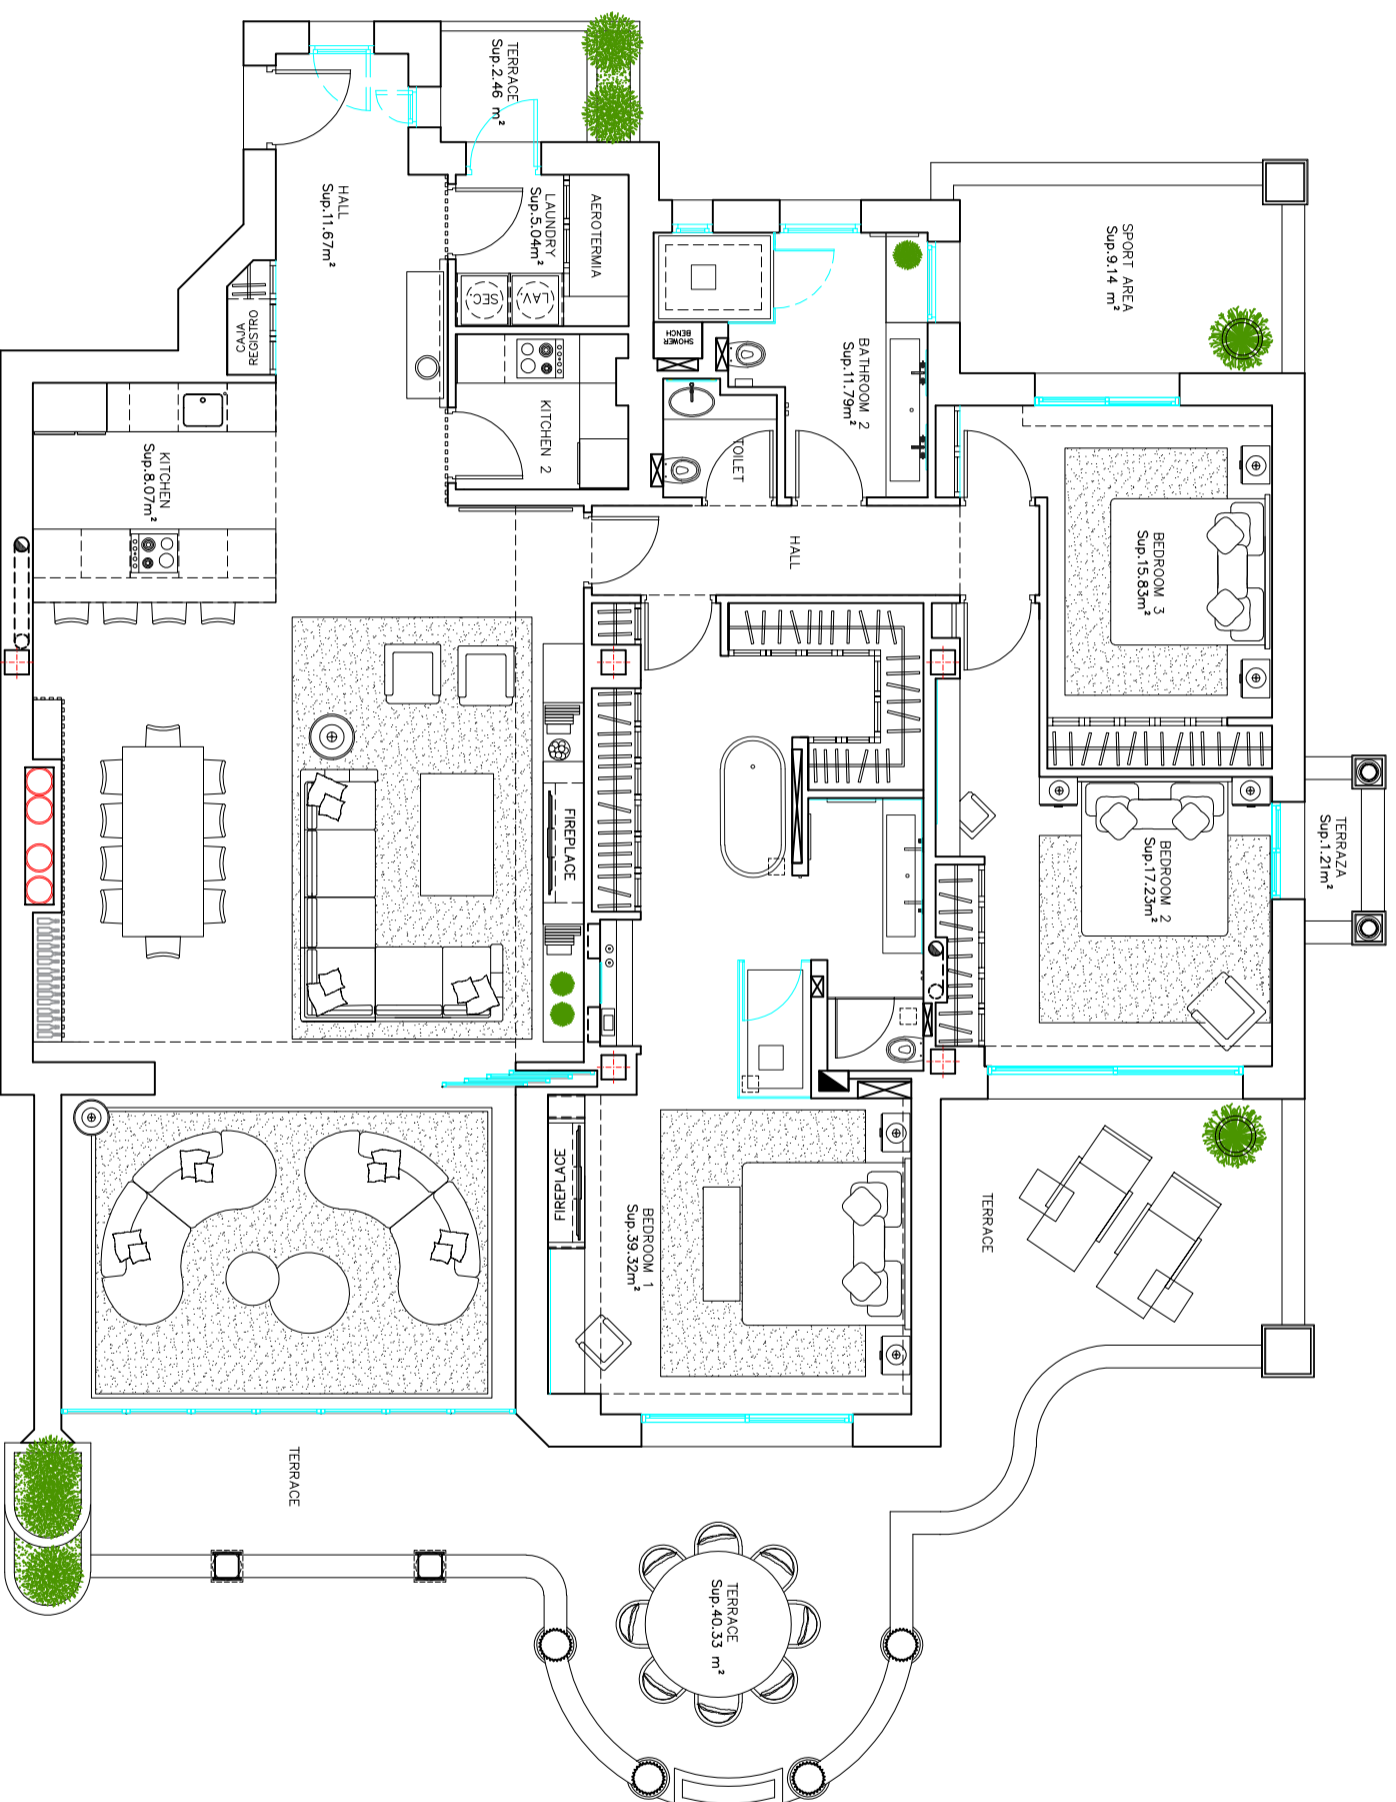 TERRACE
Sup.2.46 m²
HALL
Sup.11.67m²
LAUNDRY
Sup.5.04m²
AEROTERMIA
SEC.
LAV.
CAJA
REGISTRO
KITCHEN
Sup.8.07m²
KITCHEN 2
SHOWER
BENCH
TOILET
BATHROOM 2
Sup.11.79m²
SPORT AREA
Sup.9.14 m²
HALL
BEDROOM 3
Sup.15.83m²
BEDROOM 2
Sup.17.23m²
TERRAZA
Sup.1.21m²
FIREPLACE
FIREPLACE
BEDROOM 1
Sup.39.32m²
TERRACE
TERRACE
TERRACE
Sup.40.33 m²